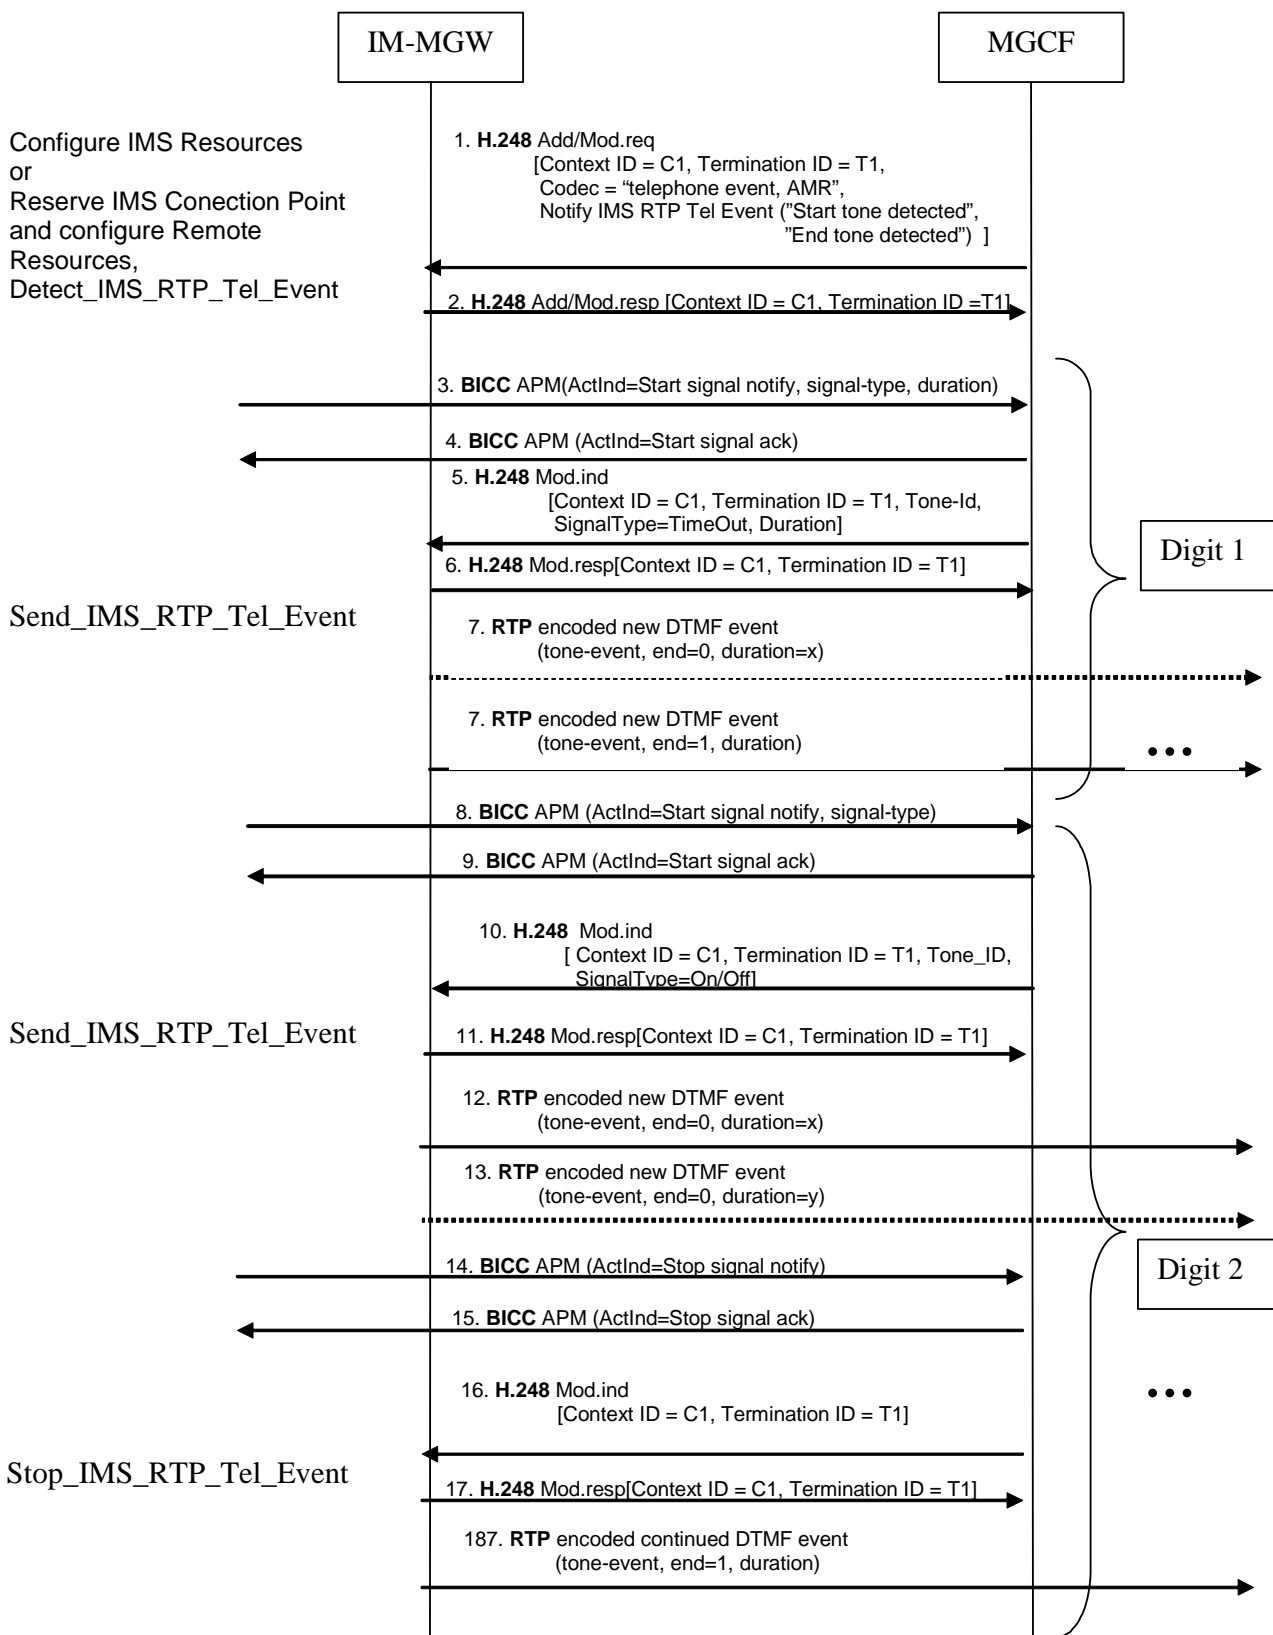 IM-MGW
MGCF
Configure IMS Resources
or
Reserve IMS Conection Point
and configure Remote
Resources,
Detect_IMS_RTP_Tel_Event
1. H.248 Add/Mod.req
[Context ID = C1, Termination ID = T1,
Codec = “telephone event, AMR”,
Notify IMS RTP Tel Event (”Start tone detected”,
”End tone detected”) ]
2. H.248 Add/Mod.resp [Context ID = C1, Termination ID =T1]
3. BICC APM(ActInd=Start signal notify, signal-type, duration)
4. BICC APM (ActInd=Start signal ack)
5. H.248 Mod.ind
[Context ID = C1, Termination ID = T1, Tone-Id,
SignalType=TimeOut, Duration]
Digit 1
6. H.248 Mod.resp[Context ID = C1, Termination ID = T1]
Send_IMS_RTP_Tel_Event
7. RTP encoded new DTMF event
(tone-event, end=0, duration=x)
7. RTP encoded new DTMF event
(tone-event, end=1, duration)
• • •
8. BICC APM (ActInd=Start signal notify, signal-type)
9. BICC APM (ActInd=Start signal ack)
10. H.248 Mod.ind
[ Context ID = C1, Termination ID = T1, Tone_ID,
SignalType=On/Off]
Send_IMS_RTP_Tel_Event
11. H.248 Mod.resp[Context ID = C1, Termination ID = T1]
12. RTP encoded new DTMF event
(tone-event, end=0, duration=x)
13. RTP encoded new DTMF event
(tone-event, end=0, duration=y)
14. BICC APM (ActInd=Stop signal notify)
Digit 2
15. BICC APM (ActInd=Stop signal ack)
16. H.248 Mod.ind
[Context ID = C1, Termination ID = T1]
• • •
Stop_IMS_RTP_Tel_Event
17. H.248 Mod.resp[Context ID = C1, Termination ID = T1]
187. RTP encoded continued DTMF event
(tone-event, end=1, duration)